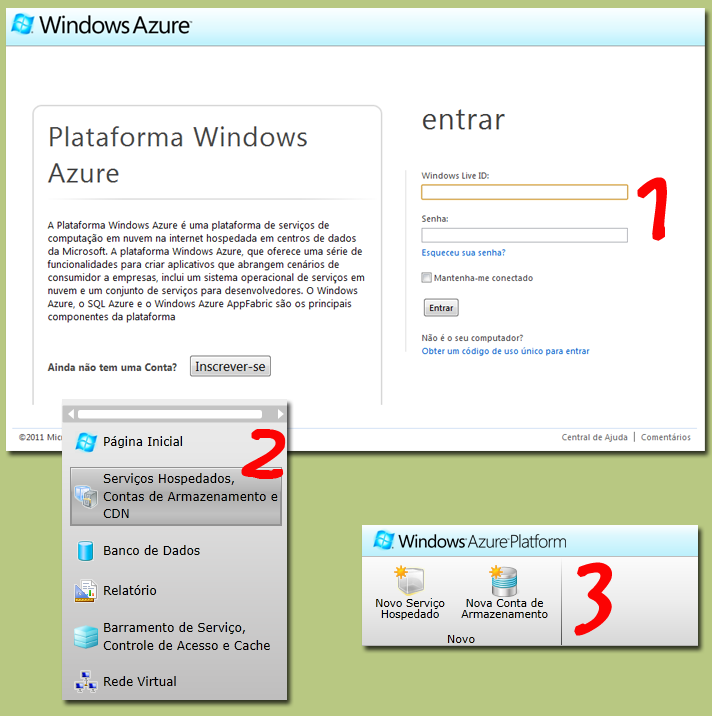 Windows Azure™
Plataforma Windows
Azure
A Plataforma Windows Azure é uma plataforma de serviços de
computação em nuvem na internet hospedada em centros de dados
da Microsoft. A plataforma Windows Azure, que oferece uma série de
funcionalidades para criar aplicativos que abrangem cenários de
consumidor a empresas, inclui um sistema operacional de serviços em
nuvem e um conjunto de serviços para desenvolvedores. O Windows
Azure, o SQL Azure e o Windows Azure AppFabric são os principais
componentes da plataforma
Ainda não tem uma Conta?
Inscrever-se
entrar
Windows Live ID:
1
Senha:
Esqueceu sua senha?
Mantenha-me conectado
Entrar
Não é o seu computador?
Obter um código de uso único para entrar
©2011
Central de Ajuda | Comentários
2
Página Inicial
Serviços Hospedados,
Contas de Armazenamento e
CDN
Banco de Dados
Relatório
Barramento de Serviço,
Controle de Acesso e Cache
Rede Virtual
Windows Azure Platform
Novo Serviço
Hospedado
Nova Conta de
Armazenamento
Novo
3